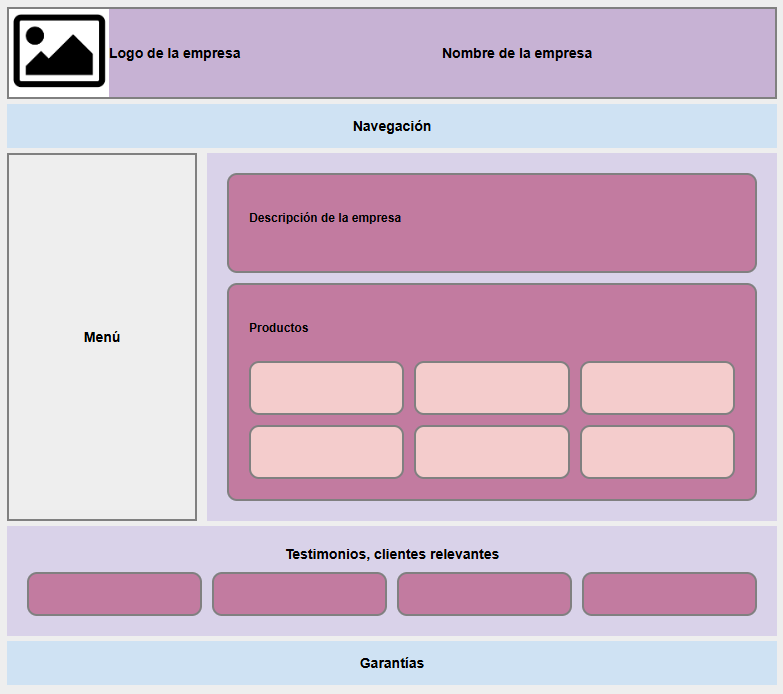 Logo de la empresa
Nombre de la empresa
Navegación
Menú
Descripción de la empresa
Productos
Testimonios, clientes relevantes
Garantías